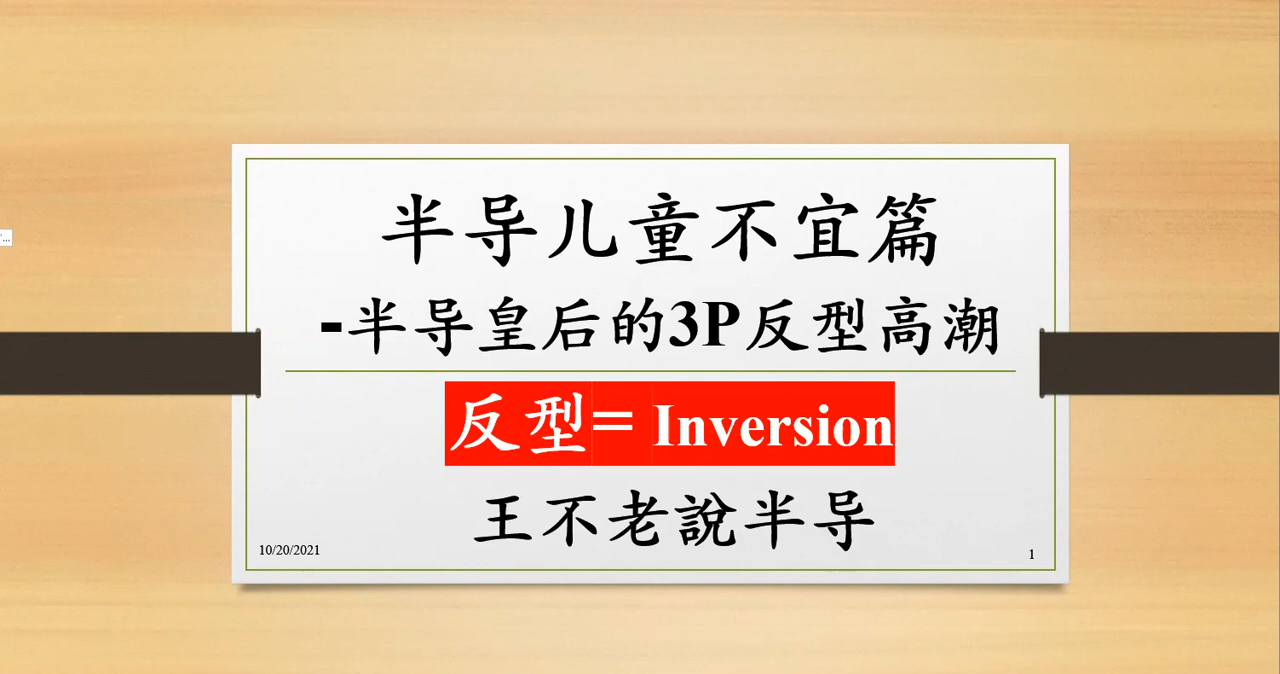 半导儿童不宜篇
-半导皇后的3P反型高潮
反型= Inversion
王不老說半导
10/20/2021
1